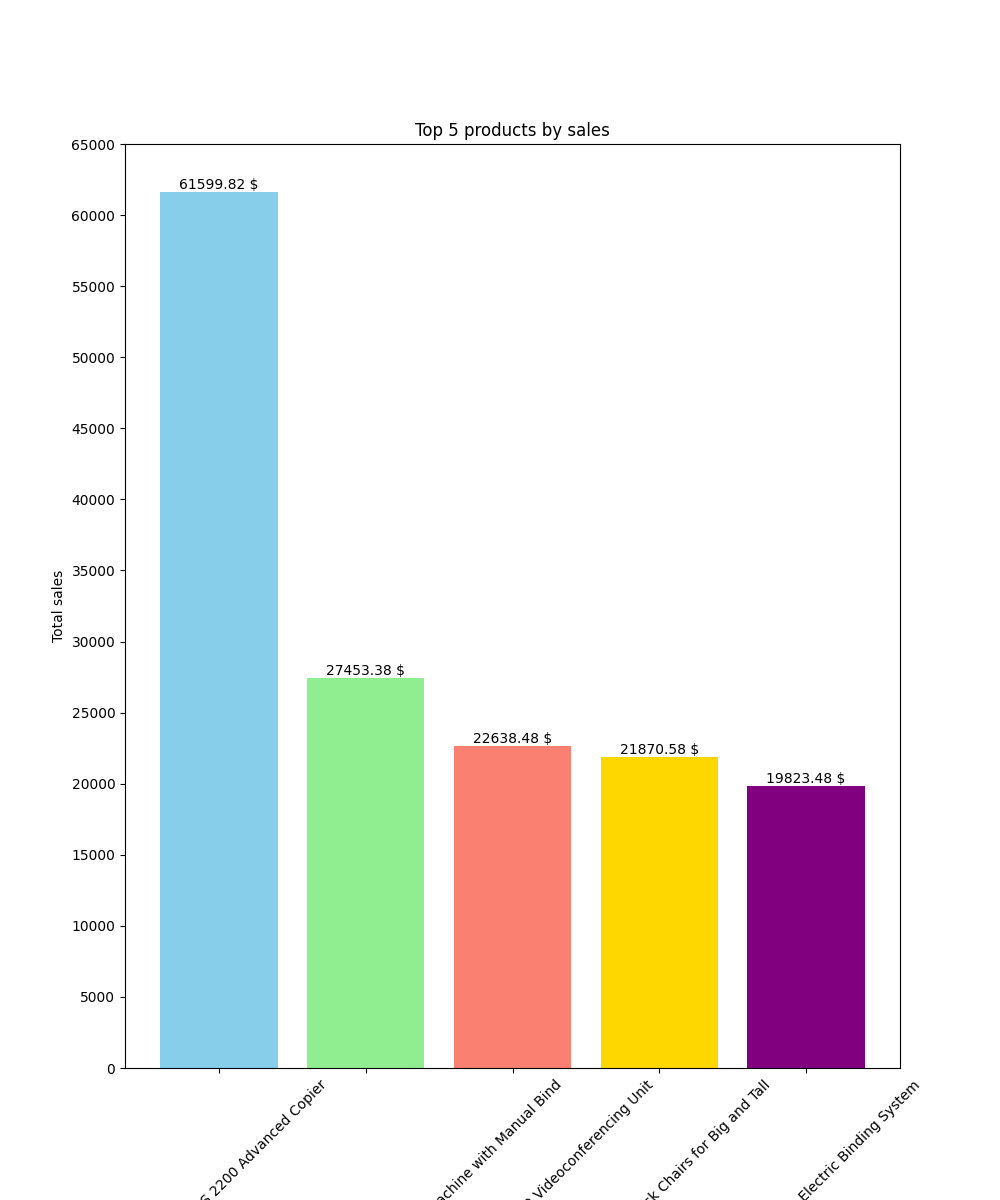 Top 5 products by sales
65000
60000
55000
50000
45000
40000
35000
30000
25000
20000
15000
10000
5000
0
Total sales
61599.82 $
27453.38 $
22638.48 $
21870.58 $
19823.48 $
2200 Advanced Copier
with Manual Bind
Videoconferencing Unit
Chairs for Big and Tall
Electric Binding System